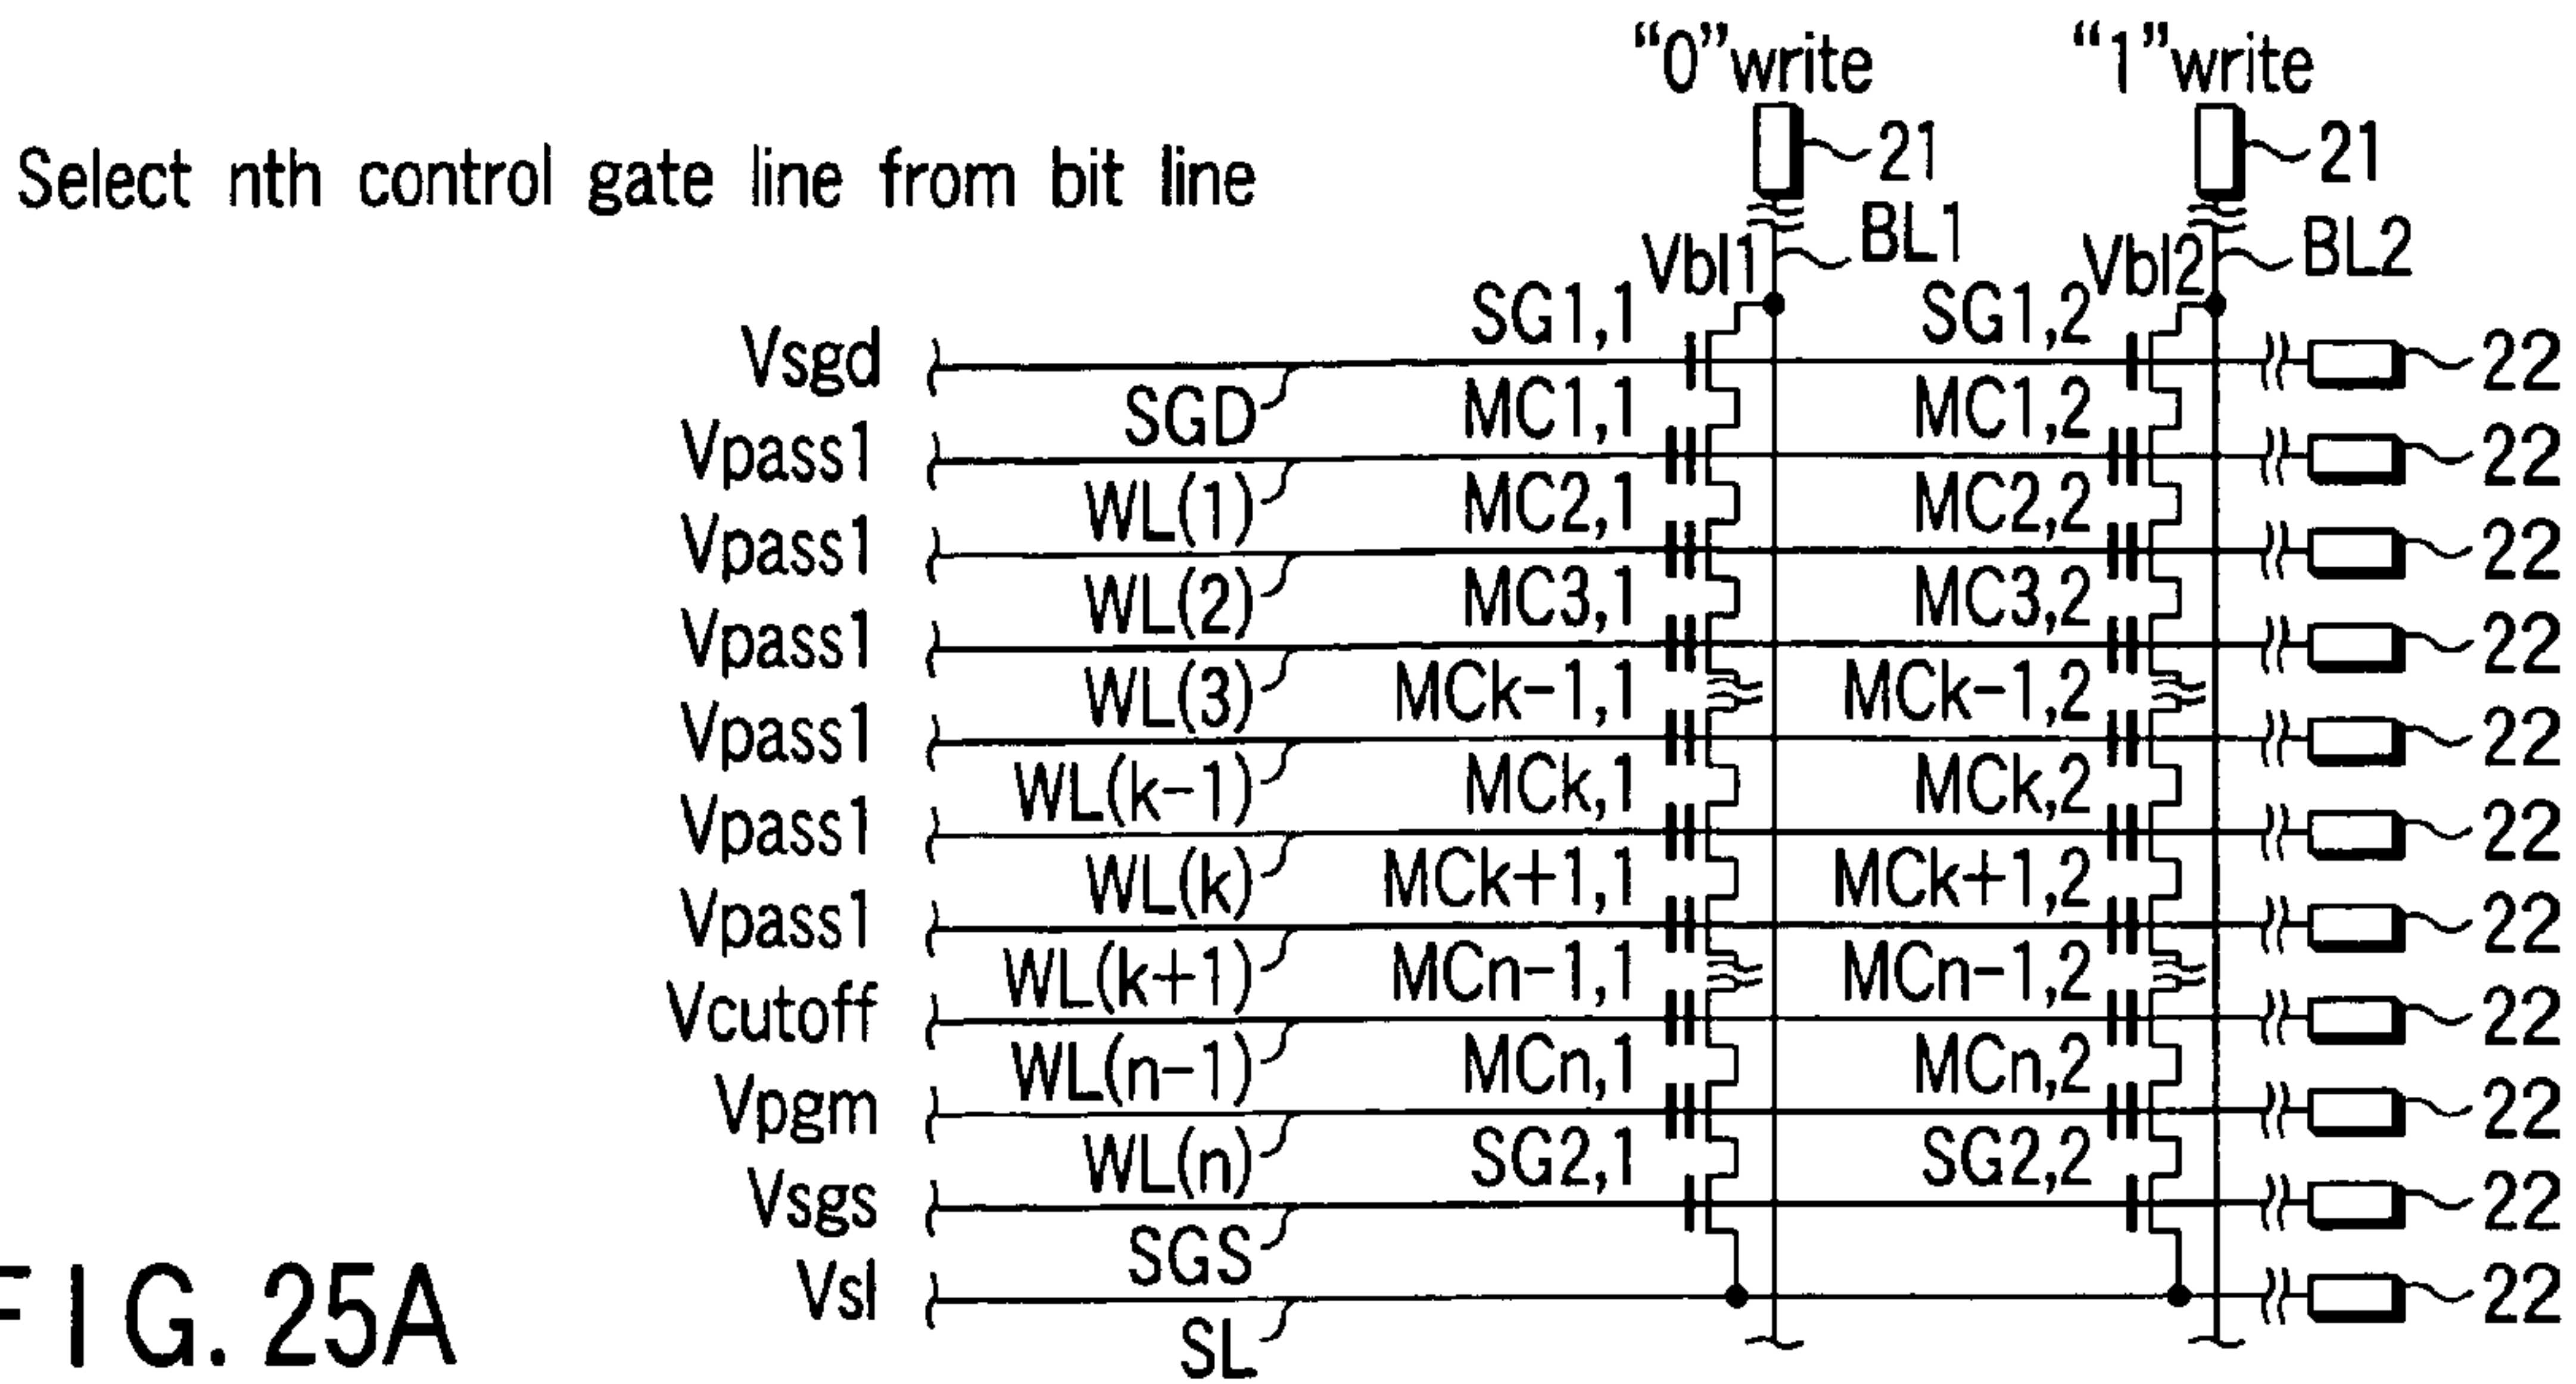 “0”write “1”write
21 21
Select nth control gate line from bit line
Vbl1 BL1 Vbl2 BL2
Vsgd SG1,1 SG1,2 22
SGD MC1,1 MC1,2
Vpass1 22
WL(1) MC2,1 MC2,2
Vpass1 22
WL(2) MC3,1 MC3,2
Vpass1 22
WL(3) MCk-1,1 MCk-1,2
Vpass1 22
WL(k-1) MCk,1 MCk,2
Vpass1 22
WL(k) MCk+1,1 MCk+1,2
Vpass1 22
WL(k+1) MCn-1,1 MCn-1,2
Vcutoff 22
WL(n-1) MCn,1 MCn,2
Vpgm 22
WL(n) SG2,1 SG2,2
Vsgs 22
SGS
Vsl 22
SL
FIG. 25A